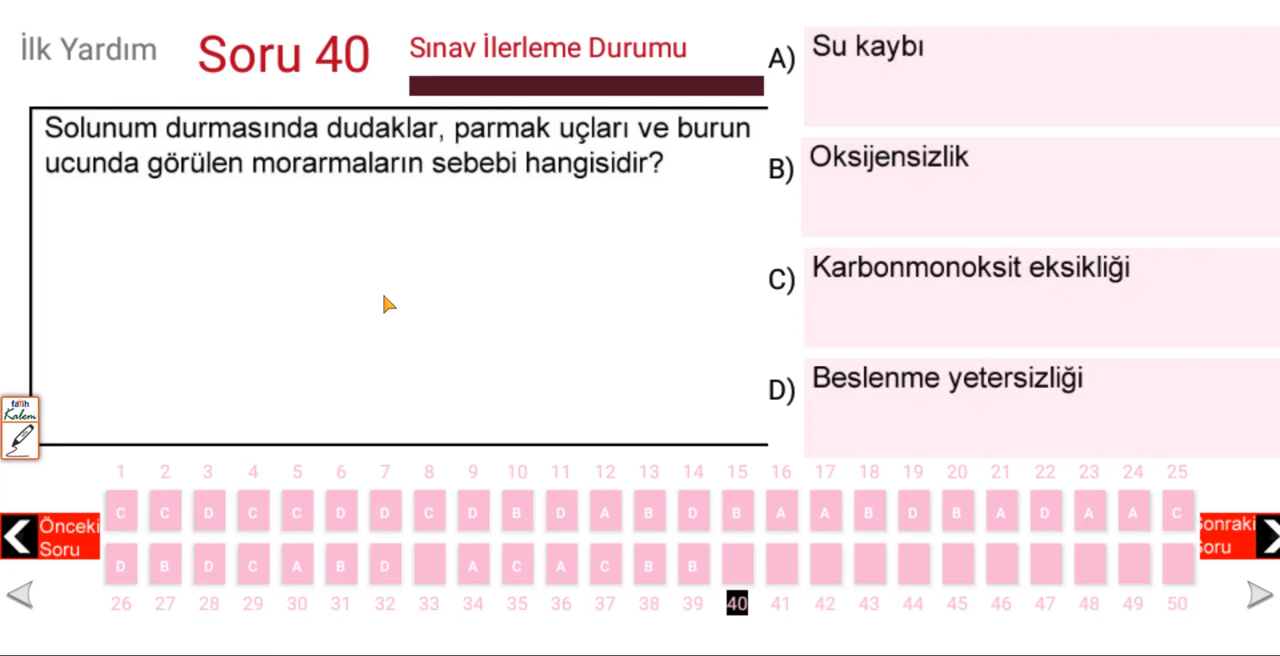 İlk Yardım
Soru 40
Sınav İlerleme Durumu
Solunum durmasında dudaklar, parmak uçları ve burun
ucunda görülen morarmaların sebebi hangisidir?
A) Su kaybı
B) Oksijensizlik
C) Karbonmonoksit eksikliği
D) Beslenme yetersizliği
fatih
Kalem
1 2 3 4 5 6 7 8 9 10 11 12 13 14 15 16 17 18 19 20 21 22 23 24 25
C C D C C D D C D B D A B D B A A B D B A D A A C
Önceki
Soru
Sonraki
Soru
D B D C A B D A C A C B B
26 27 28 29 30 31 32 33 34 35 36 37 38 39 40 41 42 43 44 45 46 47 48 49 50